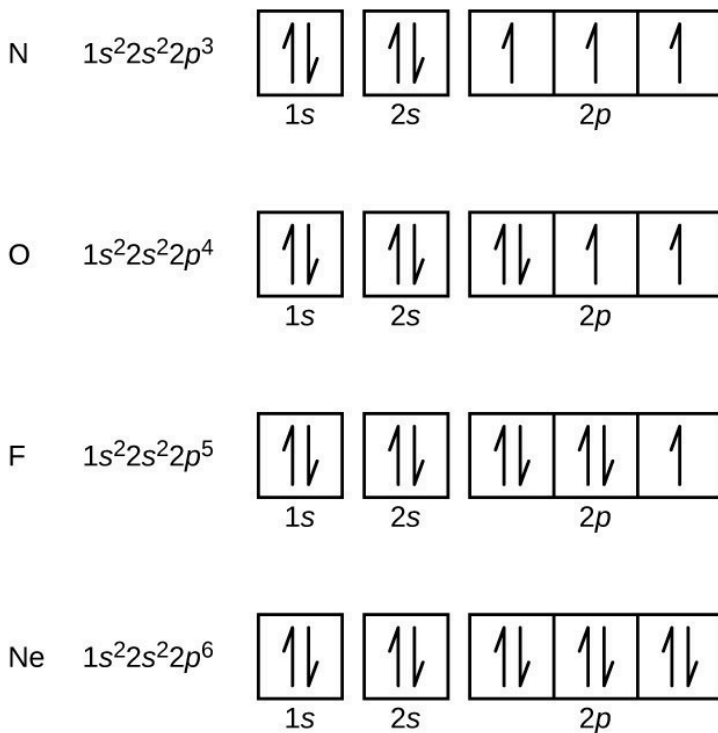 N 1s²2s²2p³
1s 2s 2p
O 1s²2s²2p⁴
1s 2s 2p
F 1s²2s²2p⁵
1s 2s 2p
Ne 1s²2s²2p⁶
1s 2s 2p